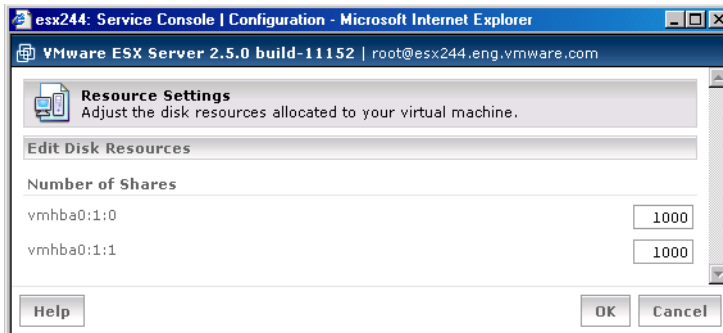 esx244: Service Console | Configuration - Microsoft Internet Explorer
VMware ESX Server 2.5.0 build-11152 | root@esx244.eng.vmware.com
Resource Settings
Adjust the disk resources allocated to your virtual machine.
Edit Disk Resources
Number of Shares
vmhba0:1:0 1000
vmhba0:1:1 1000
Help OK Cancel